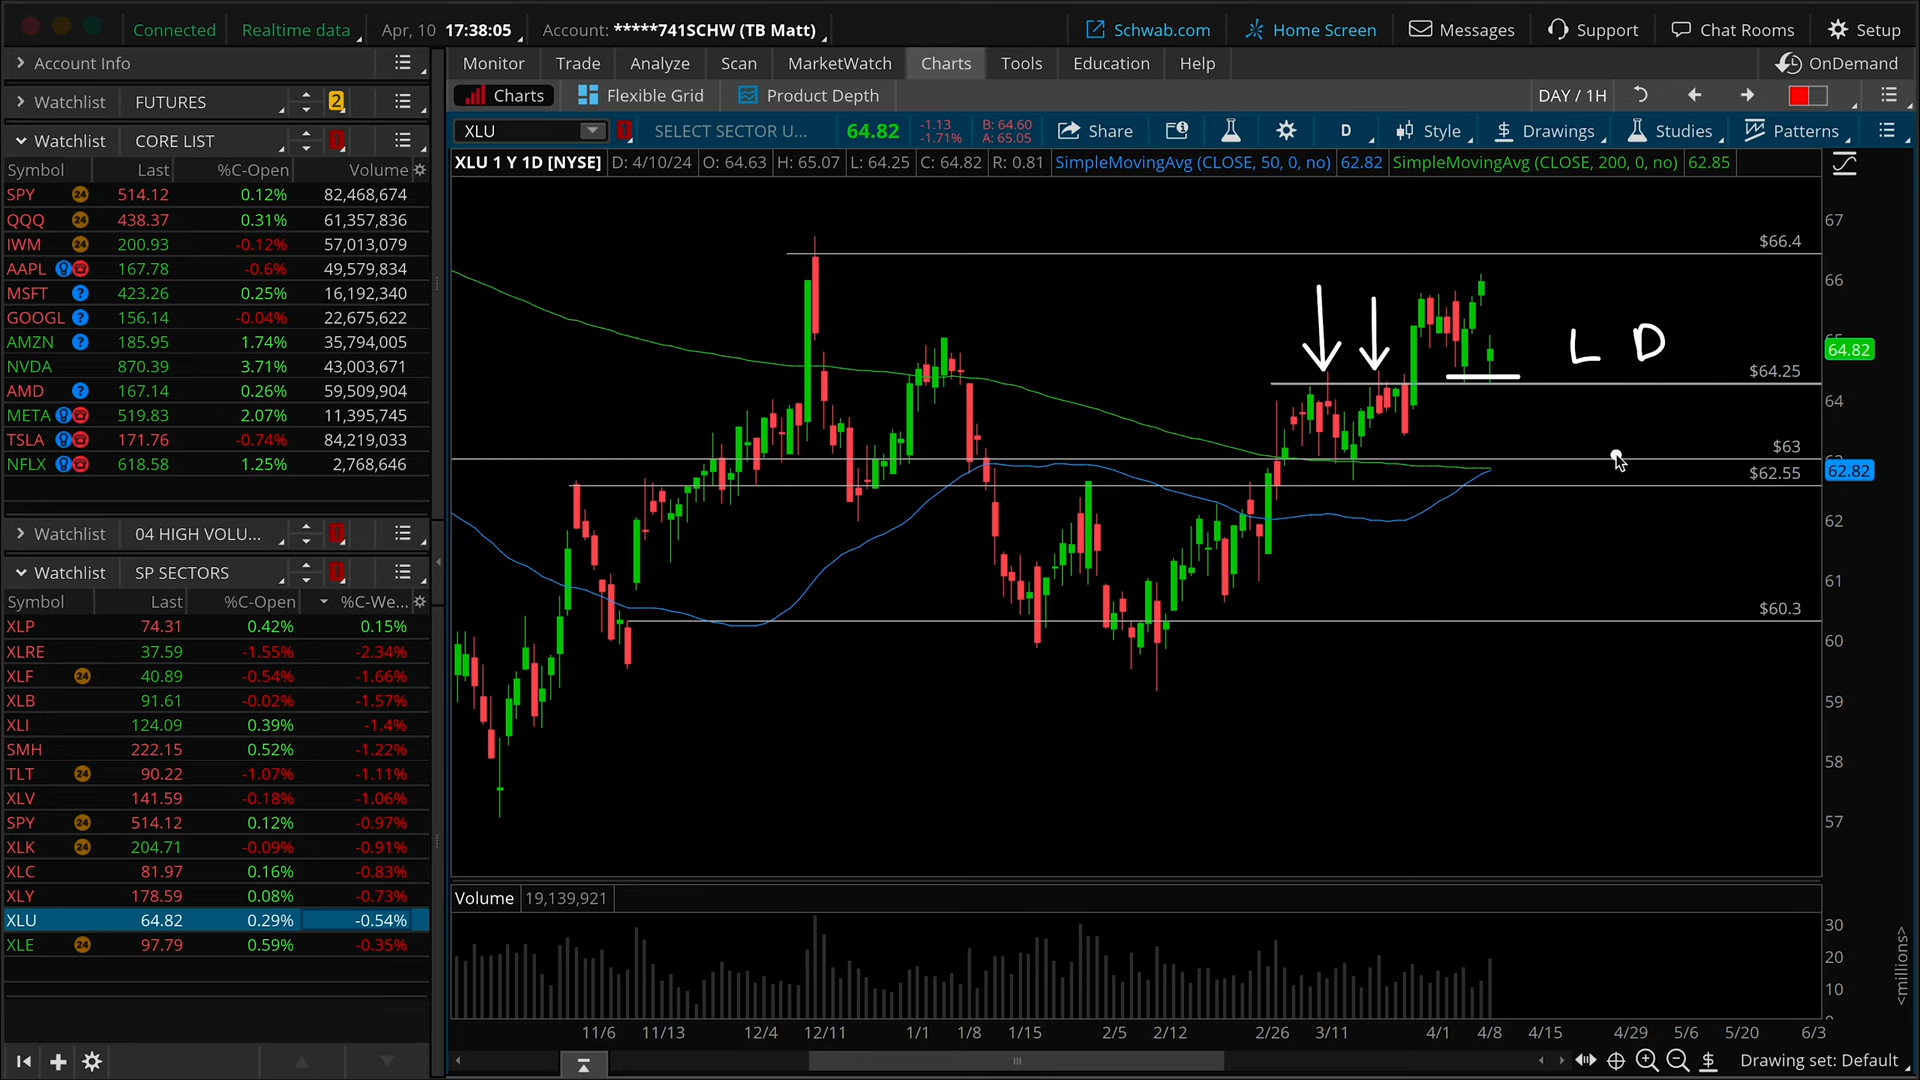 Connected Realtime data Apr, 10 17:38:05 Account: *****741SCHW (TB Matt) Schwab.com Home Screen Messages Support Chat Rooms Setup
Account Info
Monitor Trade Analyze Scan MarketWatch Charts Tools Education Help OnDemand
Watchlist FUTURES 2
Charts Flexible Grid Product Depth DAY / 1H
Watchlist CORE LIST 1
XLU 1 SELECT SECTOR U... 64.82 -1.13 -1.71% B: 64.60 A: 65.05 Share D Style Drawings Studies Patterns
Symbol Last %C-Open Volume
XLU 1 Y 1D [NYSE] D: 4/10/24 O: 64.63 H: 65.07 L: 64.25 C: 64.82 R: 0.81 SimpleMovingAvg (CLOSE, 50, 0, no) 62.82 SimpleMovingAvg (CLOSE, 200, 0, no) 62.85
SPY 24 514.12 0.12% 82,468,674
QQQ 24 438.37 0.31% 61,357,836
IWM 24 200.93 -0.12% 57,013,079
AAPL 167.78 -0.6% 49,579,834
MSFT ? 423.26 0.25% 16,192,340
GOOGL ? 156.14 -0.04% 22,675,622
AMZN ? 185.95 1.74% 35,794,005
NVDA 870.39 3.71% 43,003,671
AMD ? 167.14 0.26% 59,509,904
META 519.83 2.07% 11,395,745
TSLA 171.76 -0.74% 84,219,033
NFLX 618.58 1.25% 2,768,646
Watchlist 04 HIGH VOLU... 1
Watchlist SP SECTORS 1
Symbol Last %C-Open %C-We...
XLP 74.31 0.42% 0.15%
XLRE 37.59 -1.55% -2.34%
XLF 24 40.89 -0.54% -1.66%
XLB 91.61 -0.02% -1.57%
XLI 124.09 0.39% -1.4%
SMH 222.15 0.52% -1.22%
TLT 24 90.22 -1.07% -1.11%
XLV 141.59 -0.18% -1.06%
SPY 24 514.12 0.12% -0.97%
XLK 24 204.71 -0.09% -0.91%
XLC 81.97 0.16% -0.83%
XLY 178.59 0.08% -0.73%
XLU 64.82 0.29% -0.54%
XLE 24 97.79 0.59% -0.35%
67
$66.4
66
L D
64.82
$64.25
64
$63
62.82
$62.55
62
61
$60.3
60
59
58
57
Volume 19,139,921
30
20
10
<millions>
11/6 11/13 12/4 12/11 1/1 1/8 1/15 2/5 2/12 2/26 3/11 4/1 4/8 4/15 4/29 5/6 5/20 6/3
Drawing set: Default